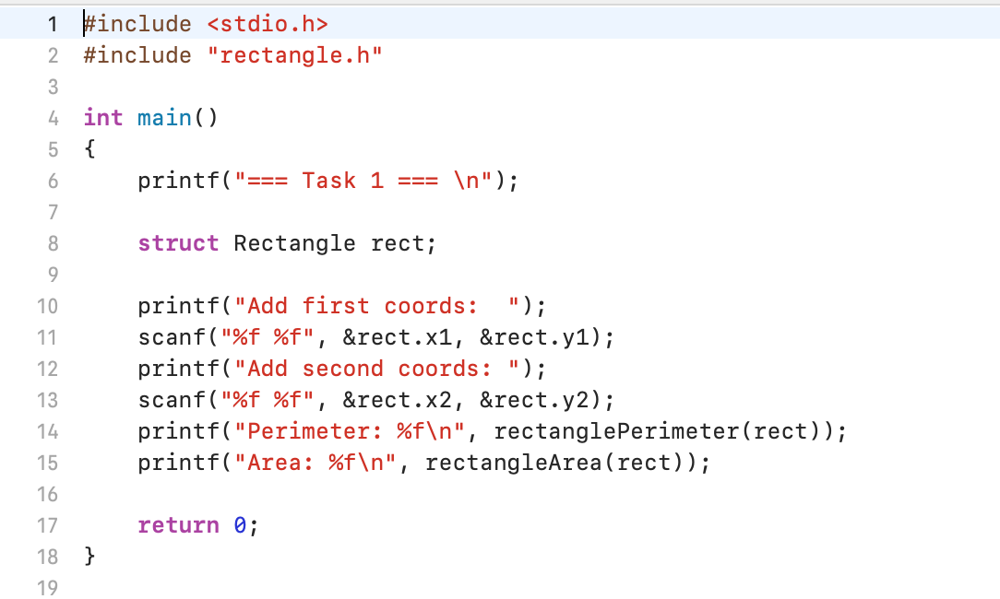 1 #include <stdio.h>
2 #include "rectangle.h"
3
4 int main()
5 {
6     printf("=== Task 1 === \n");
7
8     struct Rectangle rect;
9
10     printf("Add first coords:  ");
11     scanf("%f %f", &rect.x1, &rect.y1);
12     printf("Add second coords: ");
13     scanf("%f %f", &rect.x2, &rect.y2);
14     printf("Perimeter: %f\n", rectanglePerimeter(rect));
15     printf("Area: %f\n", rectangleArea(rect));
16
17     return 0;
18 }
19